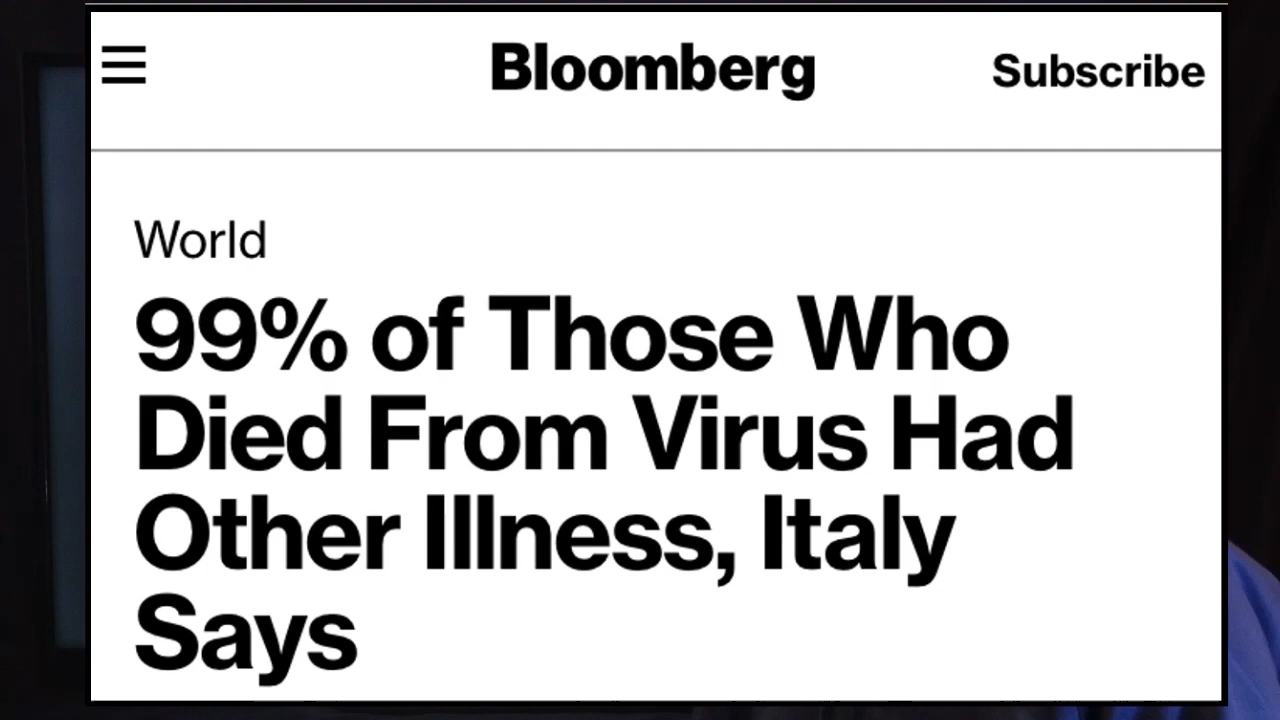 Bloomberg
Subscribe
World
99% of Those Who
Died From Virus Had
Other Illness, Italy
Says